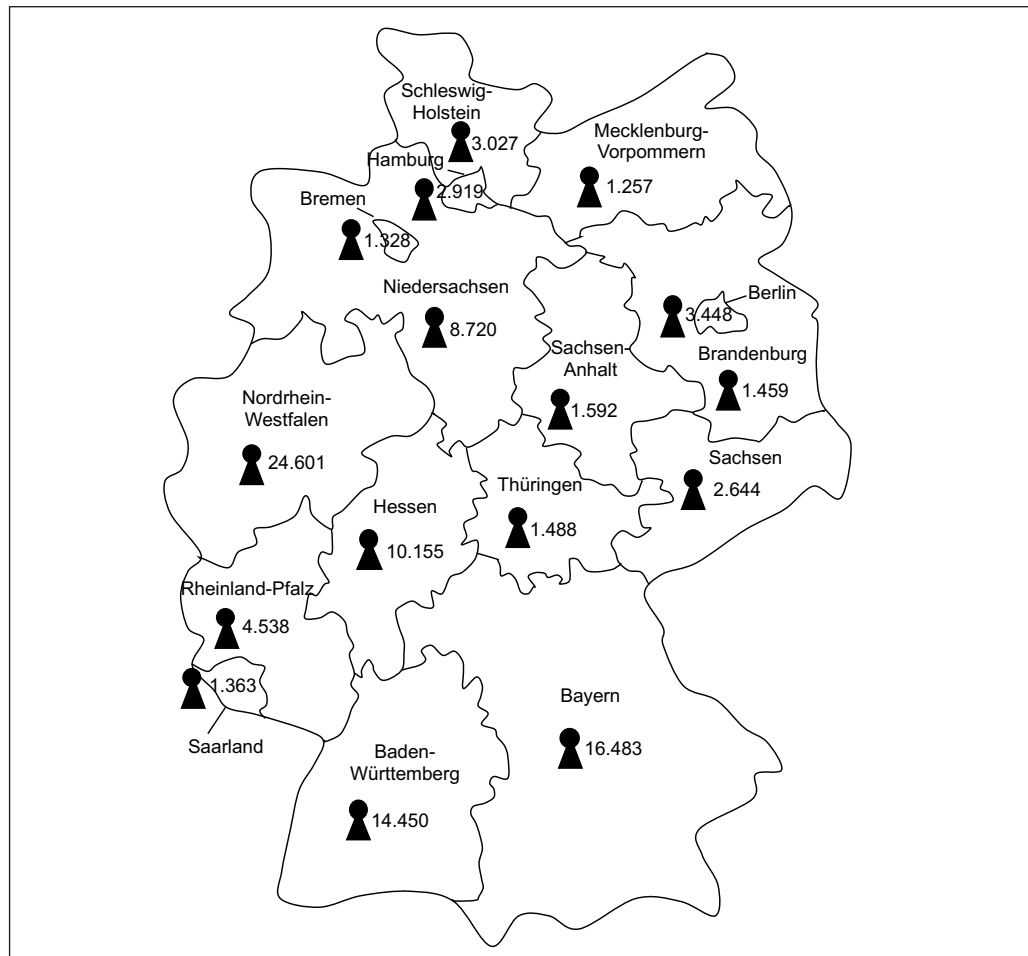 Schleswig-
Holstein
3.027
Mecklenburg-
Vorpommern
1.257
Hamburg
2.919
Bremen
1.328
Niedersachsen
8.720
Berlin
3.448
Brandenburg
1.459
Sachsen-
Anhalt
1.592
Nordrhein-
Westfalen
24.601
Sachsen
2.644
Thüringen
1.488
Hessen
10.155
Rheinland-Pfalz
4.538
1.363
Saarland
Bayern
16.483
Baden-
Württemberg
14.450